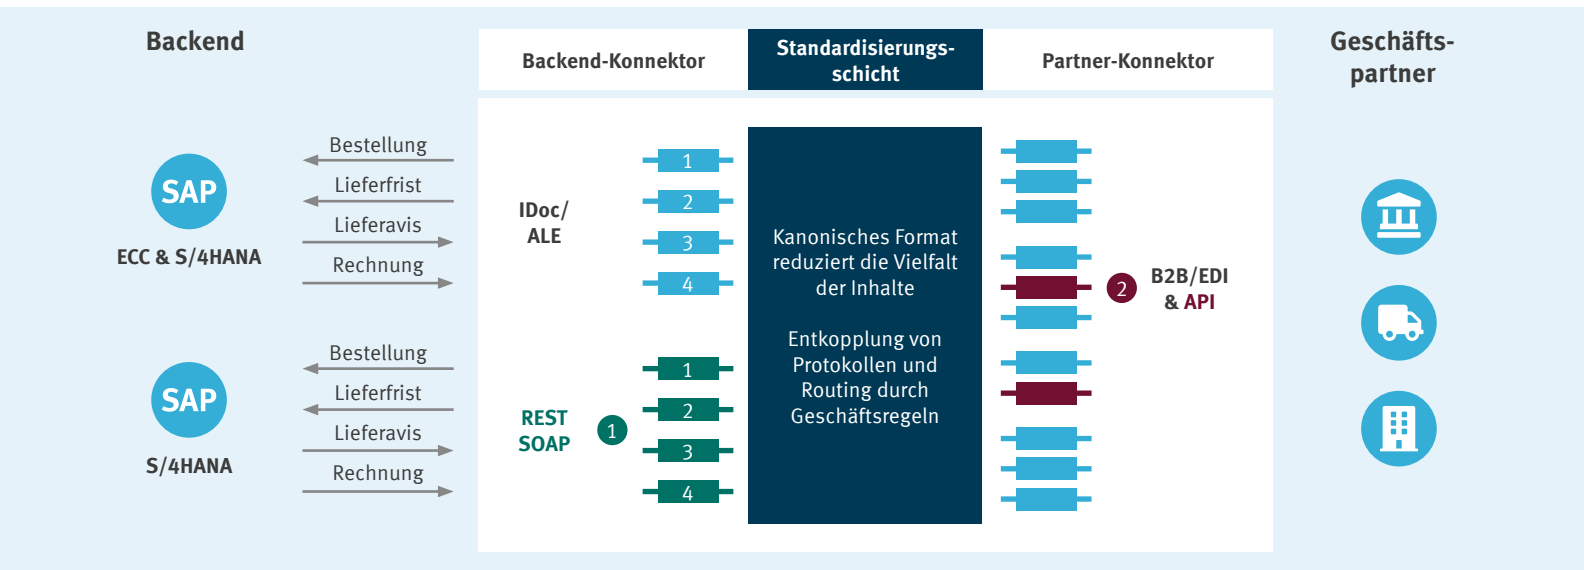 Backend
Backend-Konnektor
Standardisierungs-
schicht
Partner-Konnektor
Geschäfts-
partner
SAP
ECC & S/4HANA
Bestellung
Lieferfrist
Lieferavis
Rechnung
IDoc/
ALE
1
2
3
4
SAP
S/4HANA
Bestellung
Lieferfrist
Lieferavis
Rechnung
REST
SOAP
1
1
2
3
4
Kanonisches Format
reduziert die Vielfalt
der Inhalte
Entkopplung von
Protokollen und
Routing durch
Geschäftsregeln
2
B2B/EDI
& API